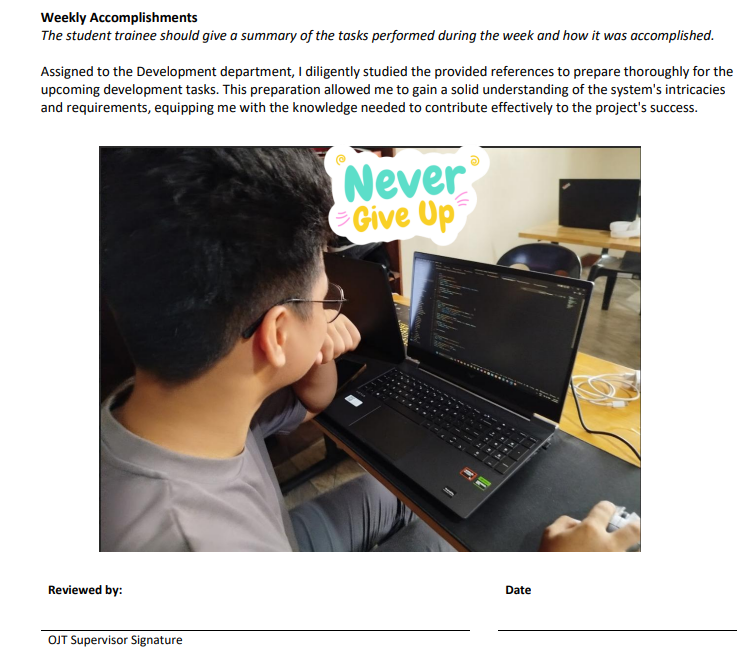 Weekly Accomplishments
The student trainee should give a summary of the tasks performed during the week and how it was accomplished.
Assigned to the Development department, I diligently studied the provided references to prepare thoroughly for the
upcoming development tasks. This preparation allowed me to gain a solid understanding of the system's intricacies
and requirements, equipping me with the knowledge needed to contribute effectively to the project's success.
Never
Give Up
Reviewed by:
Date
OJT Supervisor Signature